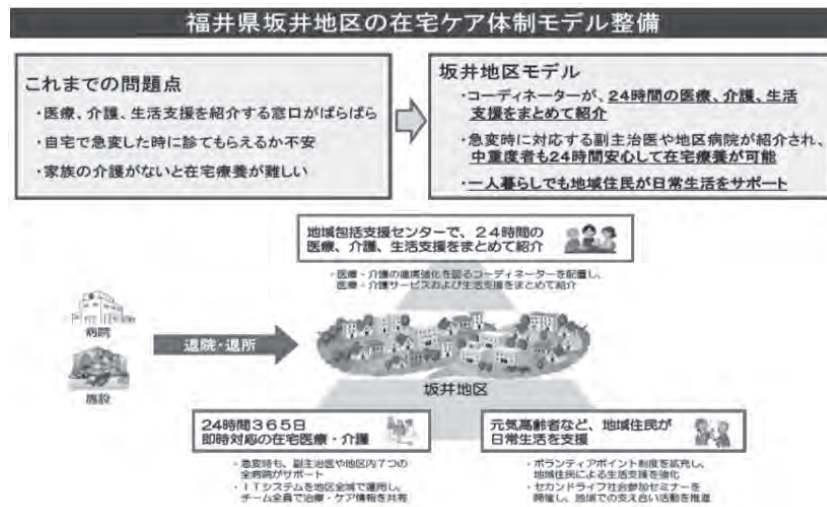 福井県坂井地区の在宅ケア体制モデル整備
これまでの問題点
・医療、介護、生活支援を紹介する窓口がばらばら
・自宅で急変した時に診てもらえるか不安
・家族の介護がないと在宅療養が難しい
坂井地区モデル
・コーディネーターが、24時間の医療、介護、生活
支援をまとめて紹介
・急変時に対応する副主治医や地区病院が紹介され、
中重度者も24時間安心して在宅療養が可能
・一人暮らしでも地域住民が日常生活をサポート
地域包括支援センターで、24時間の
医療、介護、生活支援をまとめて紹介
・医療・介護の連携強化を図るコーディネーターを配置し、
医療・介護サービスおよび生活支援をまとめて紹介
病院
施設
退院・退所
坂井地区
24時間365日
即時対応の在宅医療・介護
・急変時も、副主治医や地区内7つの
全病院がサポート
・ITシステムを地区全域で運用し、
チーム全員で治療・ケア情報を共有
元気高齢者など、地域住民が
日常生活を支援
・ボランティアポイント制度を拡充し、
地域住民による生活支援を強化
・セカンドライフ社会参加セミナーを
開催し、地域での支え合い活動を推進